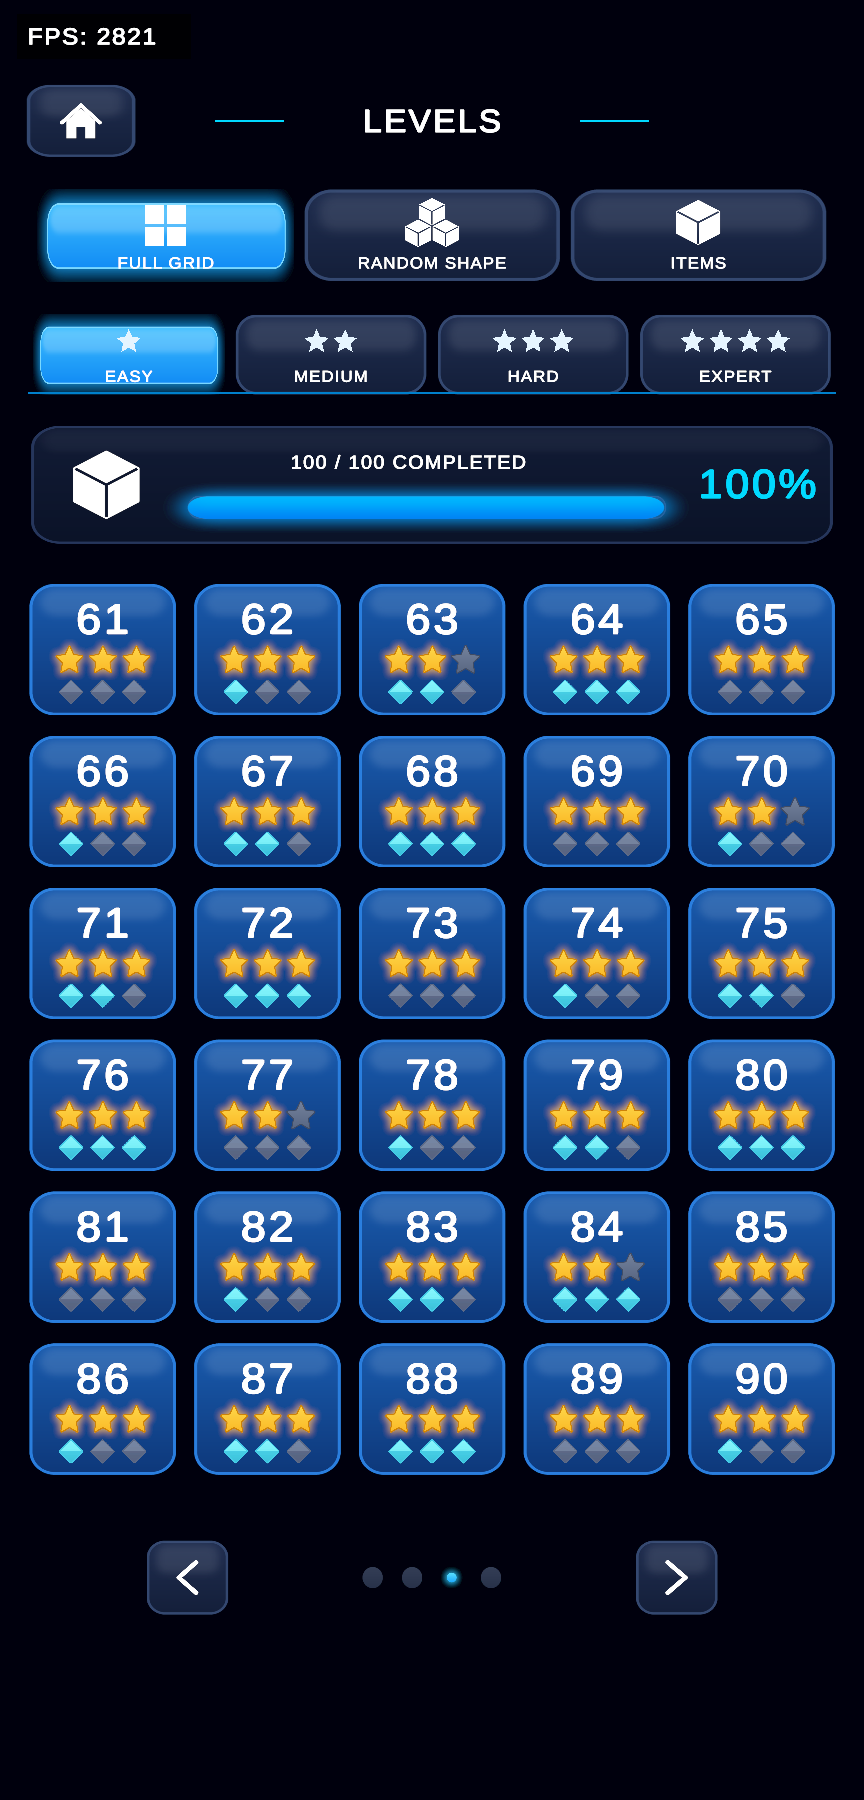 FPS: 2821
LEVELS
FULL GRID RANDOM SHAPE ITEMS
EASY MEDIUM HARD EXPERT
100 / 100 COMPLETED
100%
61 62 63 64 65
66 67 68 69 70
71 72 73 74 75
76 77 78 79 80
81 82 83 84 85
86 87 88 89 90